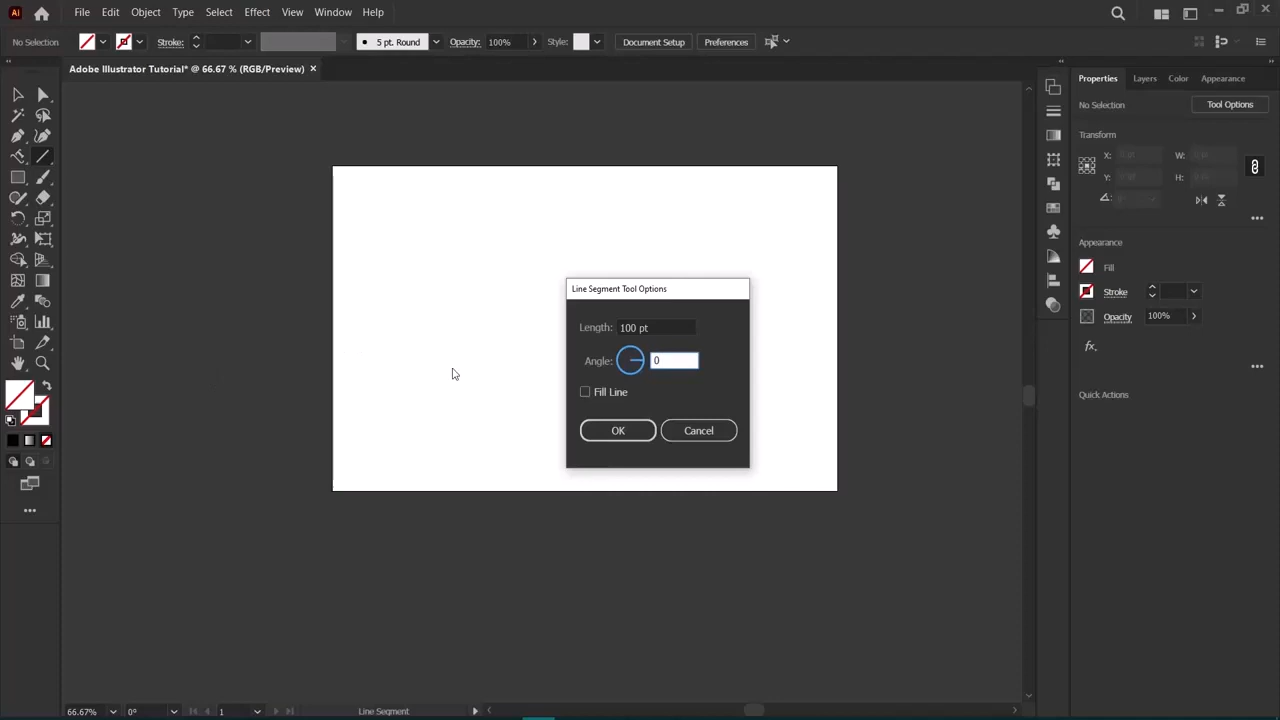 Ai File Edit Object Type Select Effect View Window Help
No Selection Stroke: 5 pt. Round Opacity: 100% Style: Document Setup Preferences
Adobe Illustrator Tutorial* @ 66.67 % (RGB/Preview) ×
Properties Layers Color Appearance
No Selection Tool Options
Transform
X: W:
Y: H:
Appearance
Fill
Stroke
Opacity 100%
fx.
Quick Actions
Line Segment Tool Options
Length: 100 pt
Angle: 0
Fill Line
OK Cancel
66.67% 0° 1 Line Segment